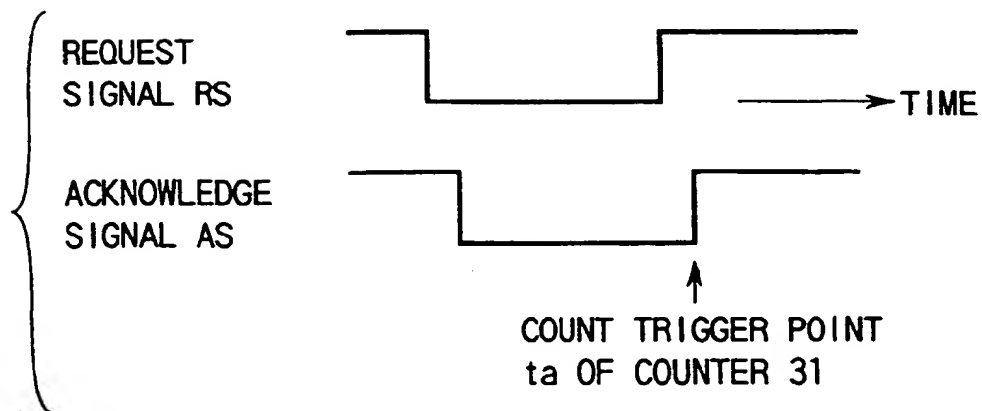 REQUEST
SIGNAL RS
TIME
ACKNOWLEDGE
SIGNAL AS
COUNT TRIGGER POINT
ta OF COUNTER 31